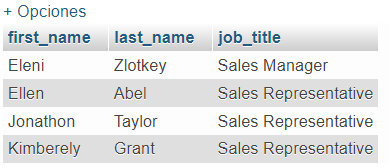 + Opciones
first_name last_name job_title
Eleni Zlotkey Sales Manager
Ellen Abel Sales Representative
Jonathon Taylor Sales Representative
Kimberely Grant Sales Representative